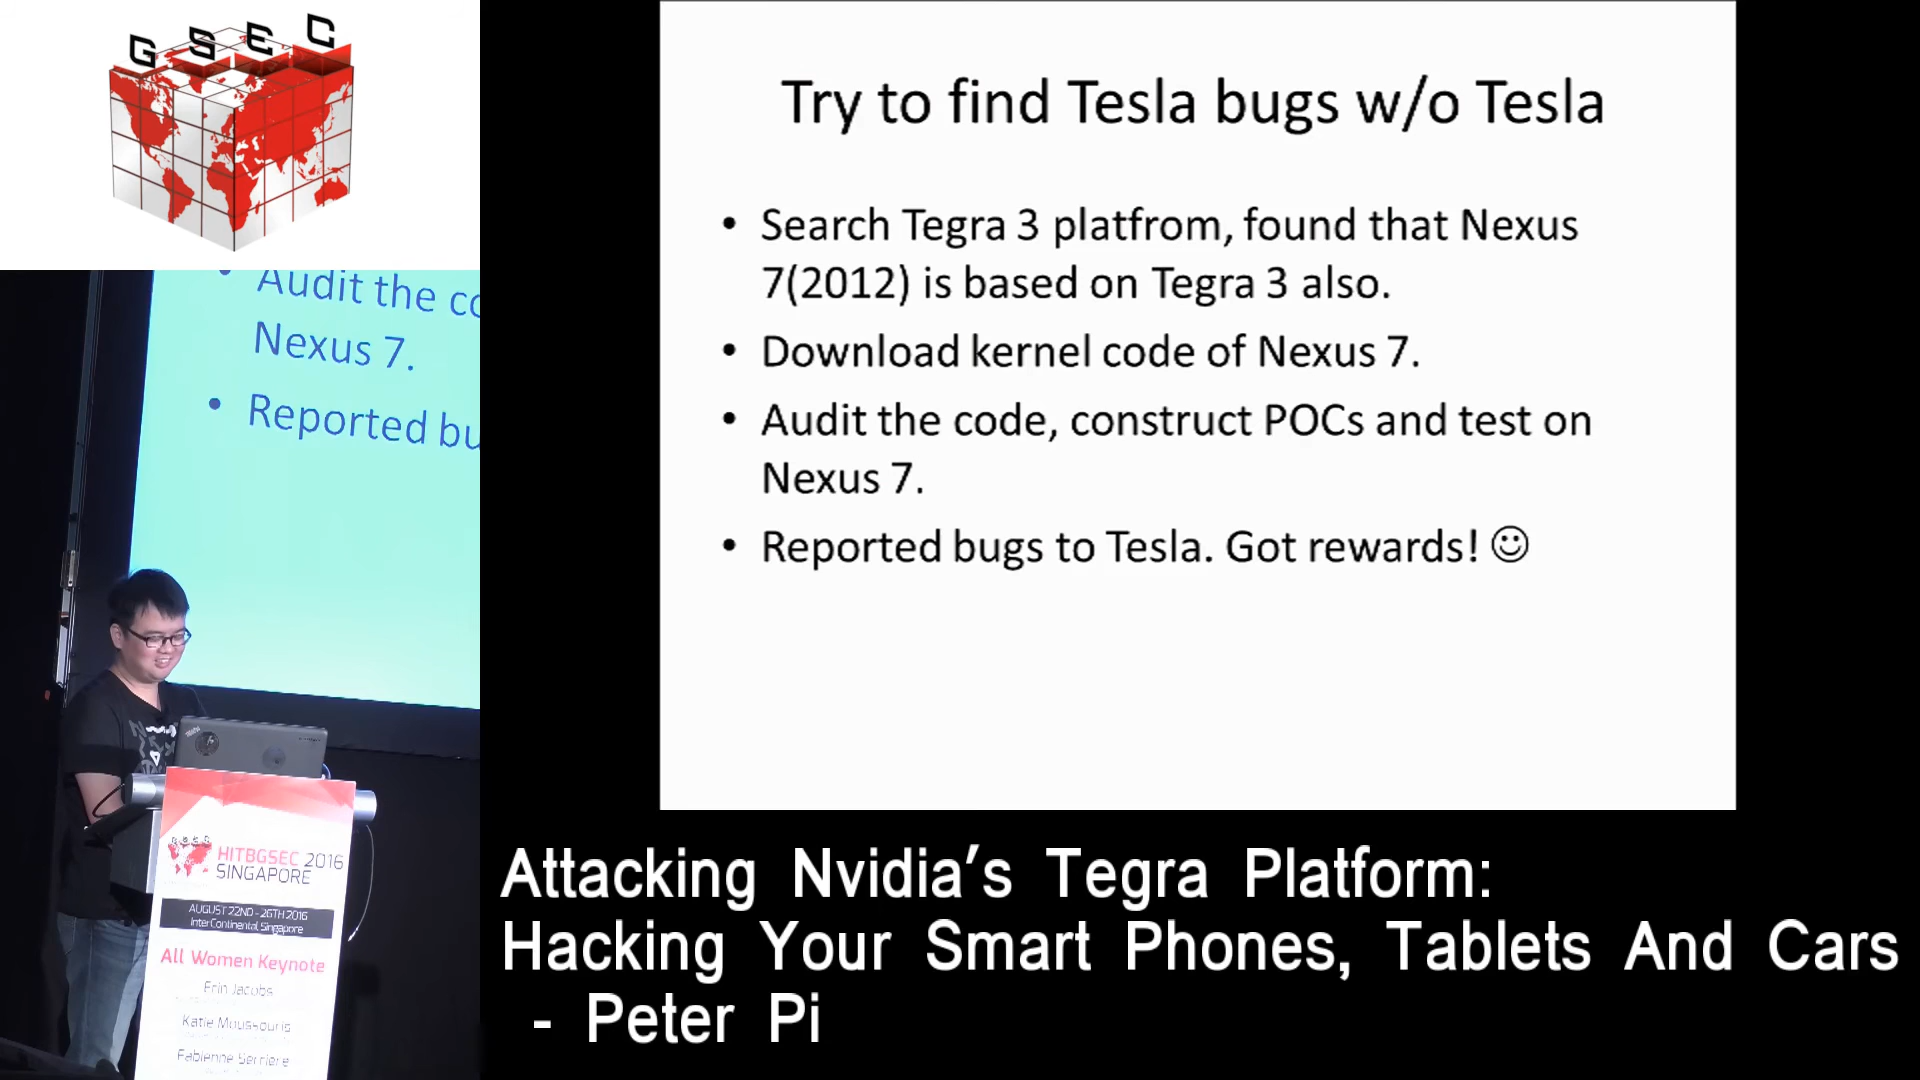 GSEC
Audit the co
Nexus 7.
• Reported bu
HITBGSEC 2016
SINGAPORE
AUGUST 22ND - 26TH 2016
InterContinental, Singapore
All Women Keynote
Erin Jacobs
Katie Moussouris
Fabienne Serriere
Try to find Tesla bugs w/o Tesla
• Search Tegra 3 platfrom, found that Nexus
7(2012) is based on Tegra 3 also.
• Download kernel code of Nexus 7.
• Audit the code, construct POCs and test on
Nexus 7.
• Reported bugs to Tesla. Got rewards! ☺
Attacking Nvidia's Tegra Platform:
Hacking Your Smart Phones, Tablets And Cars
- Peter Pi